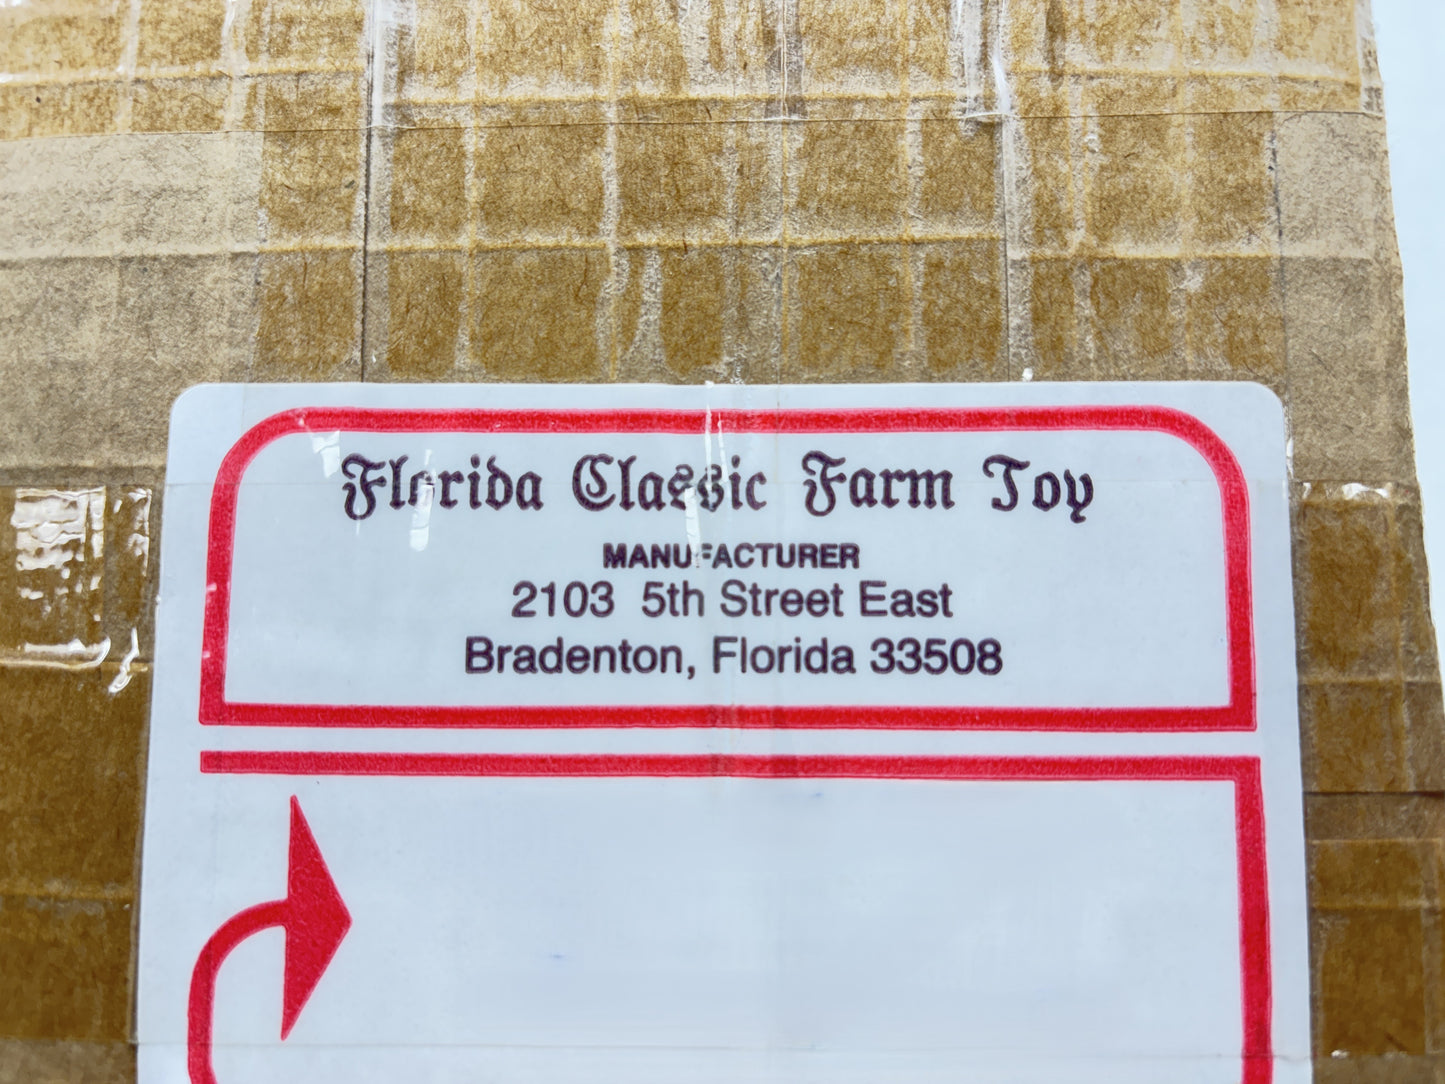 Florida Classic Farm Toy
MANUFACTURER
2103 5th Street East
Bradenton, Florida 33508